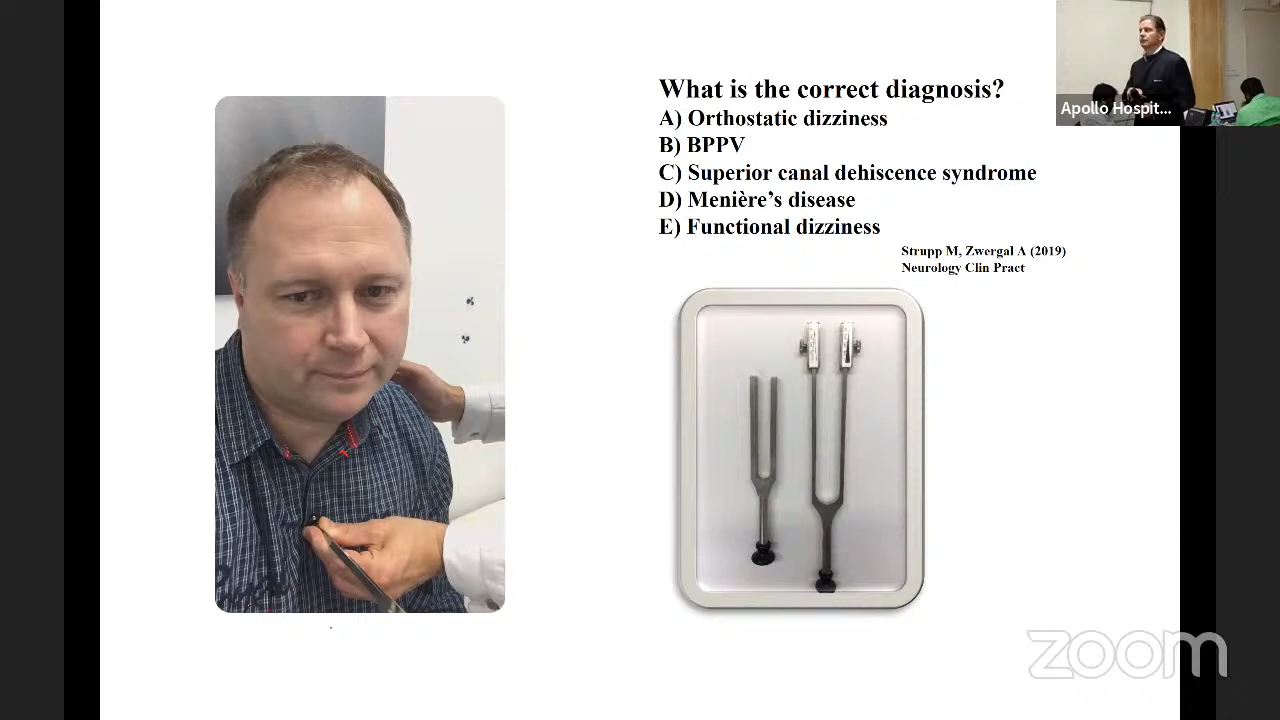 What is the correct diagnosis?
A) Orthostatic dizziness
B) BPPV
C) Superior canal dehiscence syndrome
D) Menière's disease
E) Functional dizziness
Strupp M, Zwergal A (2019)
Neurology Clin Pract
Apollo Hospit...
zoom